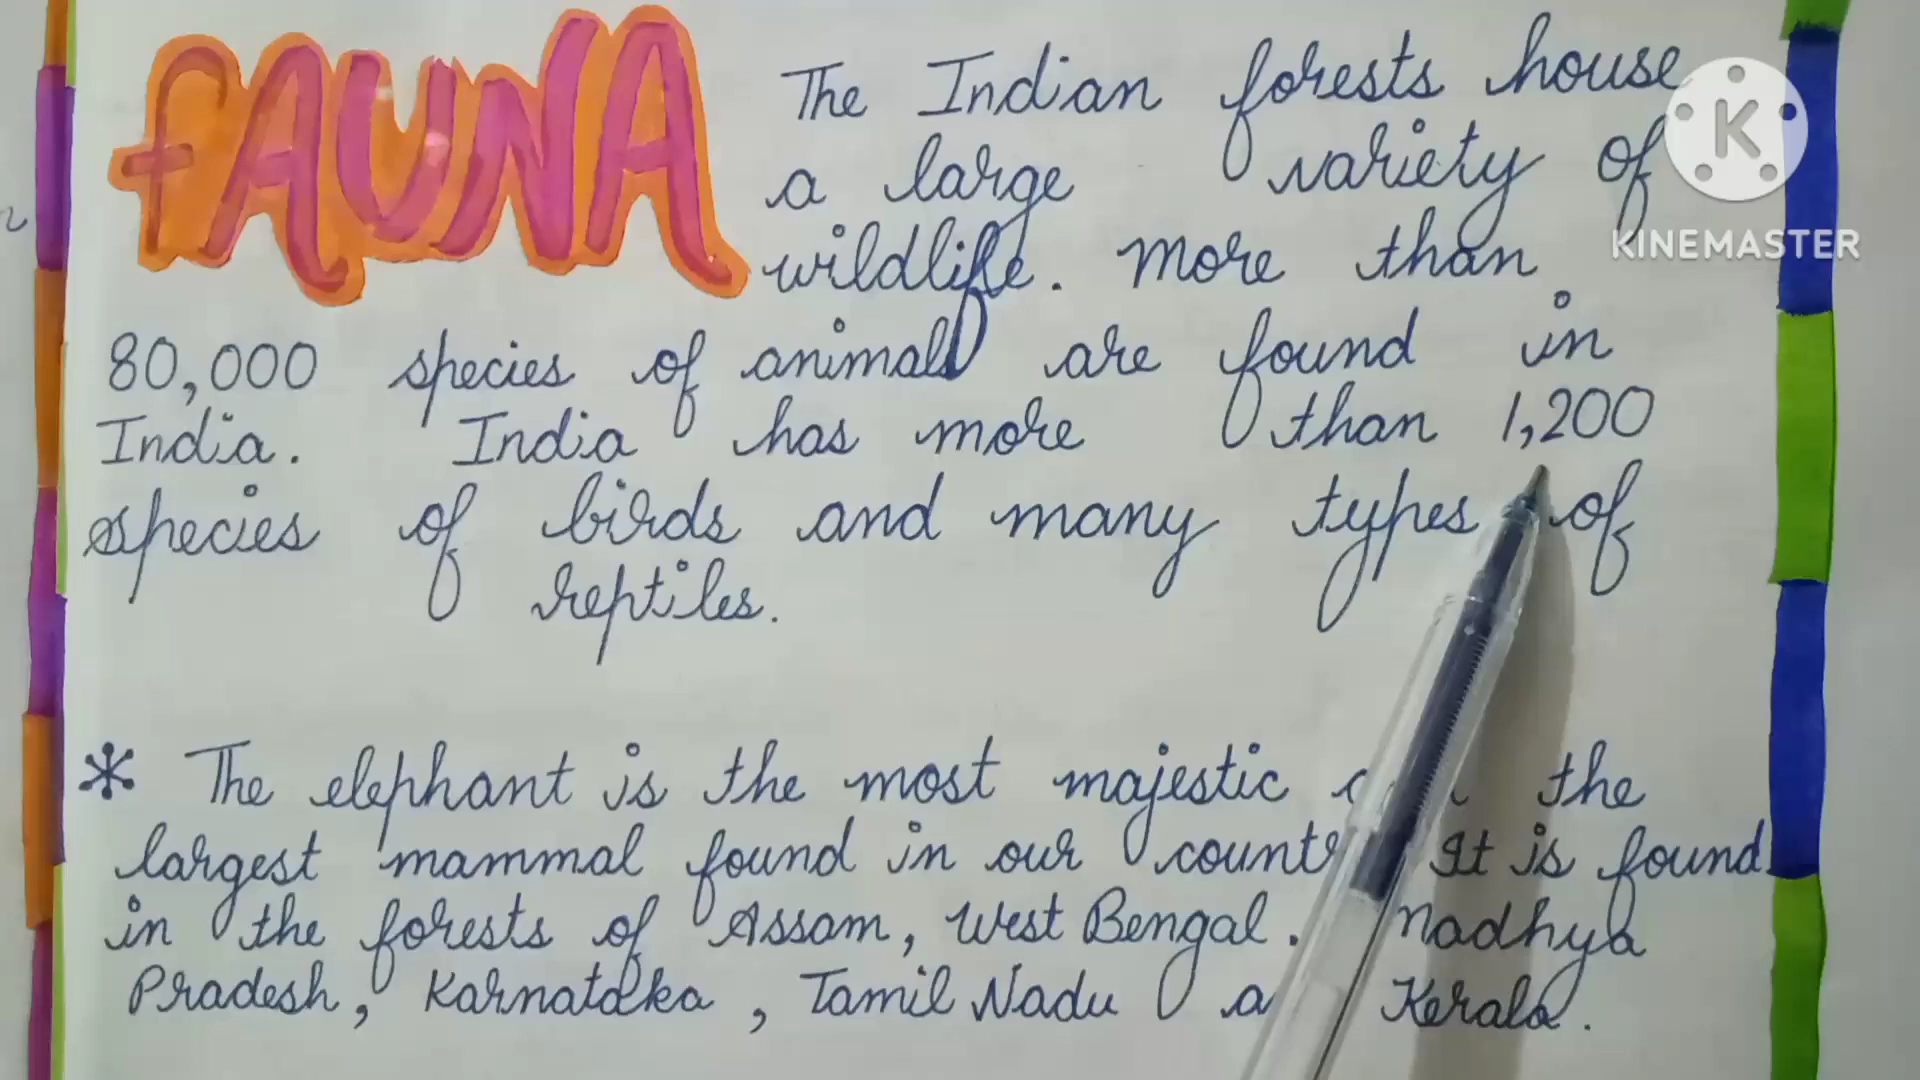 FAUNA
The Indian forests house
a large variety of
wildlife. More than
80,000 species of animals are found in
India. India has more than 1,200
species of birds and many types of
reptiles.
* The elephant is the most majestic the
largest mammal found in our It is found
in the forests of Assam, West Bengal. Madhya
Pradesh, Karnataka, Tamil Nadu Kerala.
K
KINEMASTER